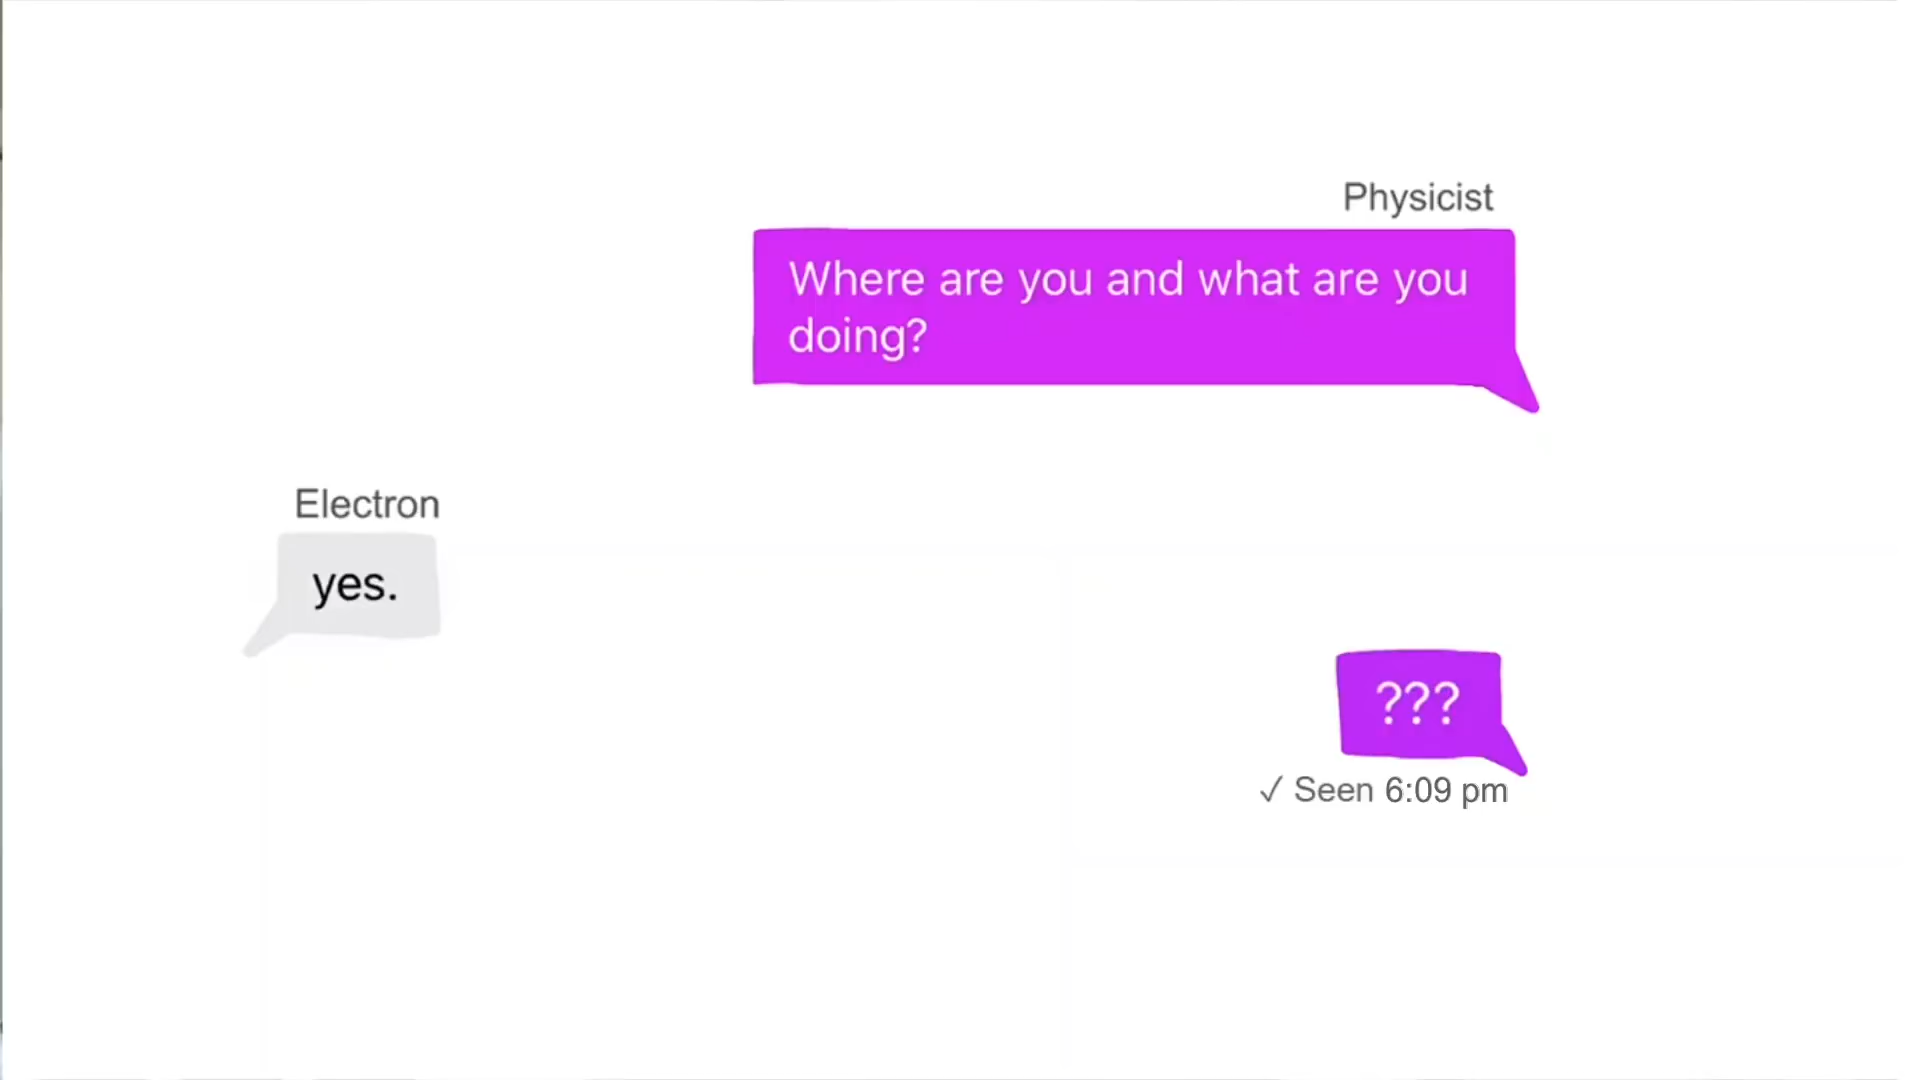 Physicist
Where are you and what are you
doing?
Electron
yes.
???
✓ Seen 6:09 pm